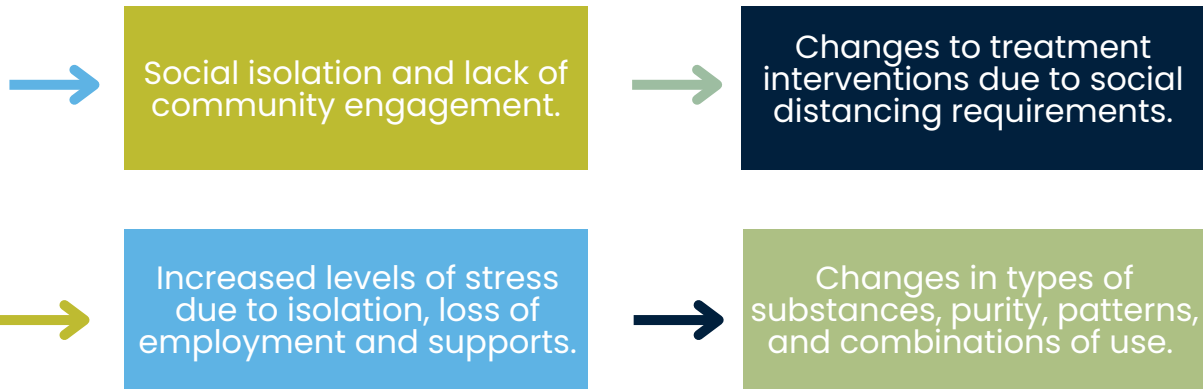 Social isolation and lack of
community engagement.
Changes to treatment
interventions due to social
distancing requirements.
Increased levels of stress
due to isolation, loss of
employment and supports.
Changes in types of
substances, purity, patterns,
and combinations of use.